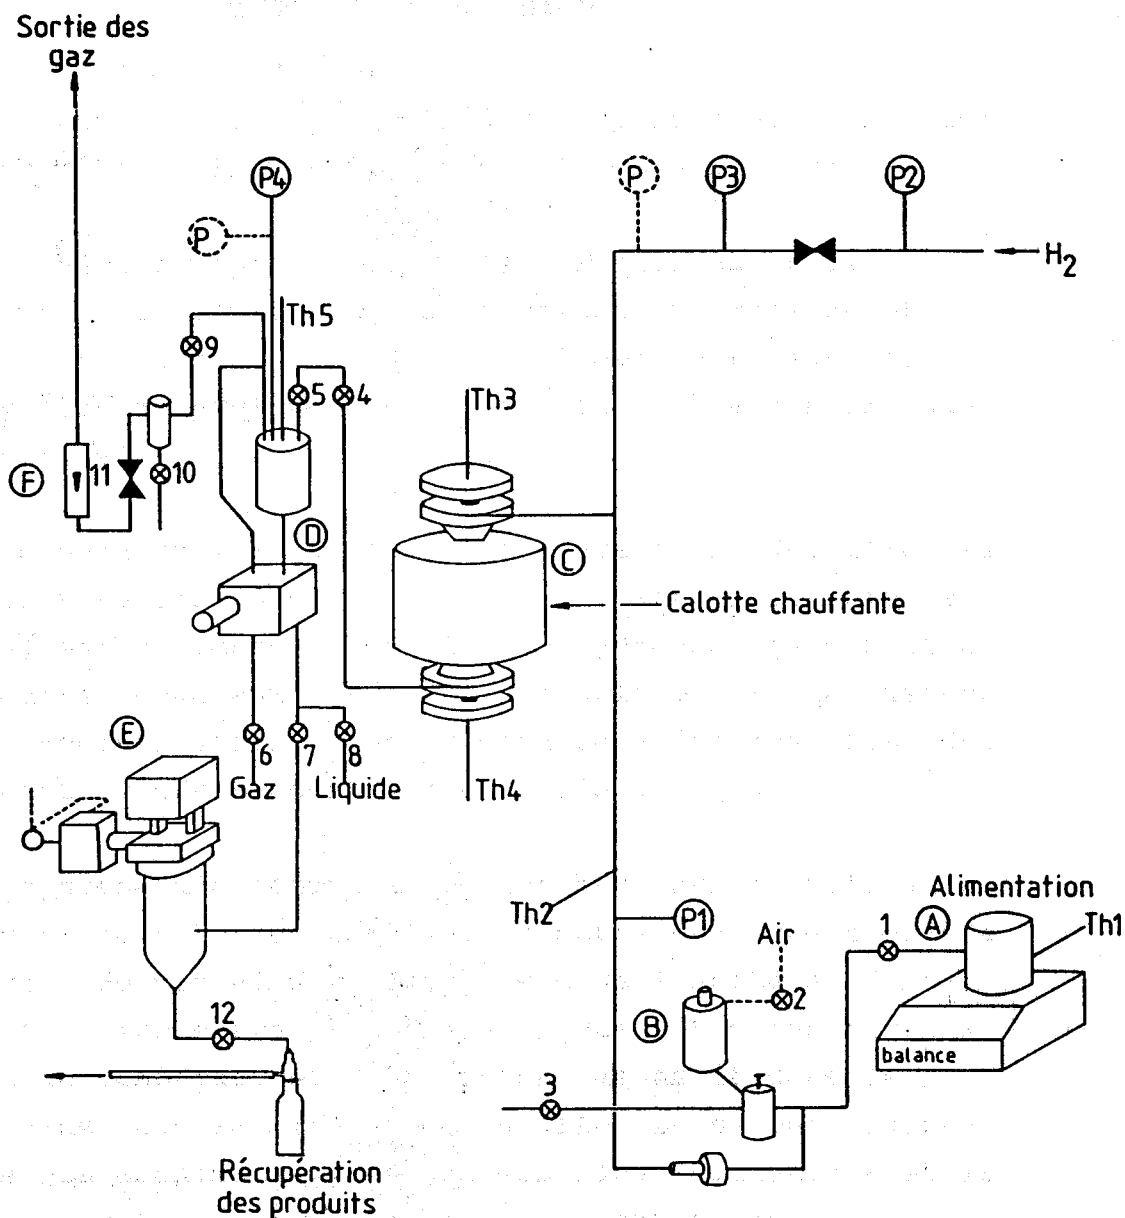 Sortie des
gaz
P4
P
P3
P2
P
H2
Th5
9
5
4
Th3
F
11
10
D
C
Calotte chauffante
E
6
7
8
Gaz
Liquide
Th4
Alimentation
Th2
P1
Air
1
A
Th1
2
B
12
balance
3
Récupération
des produits